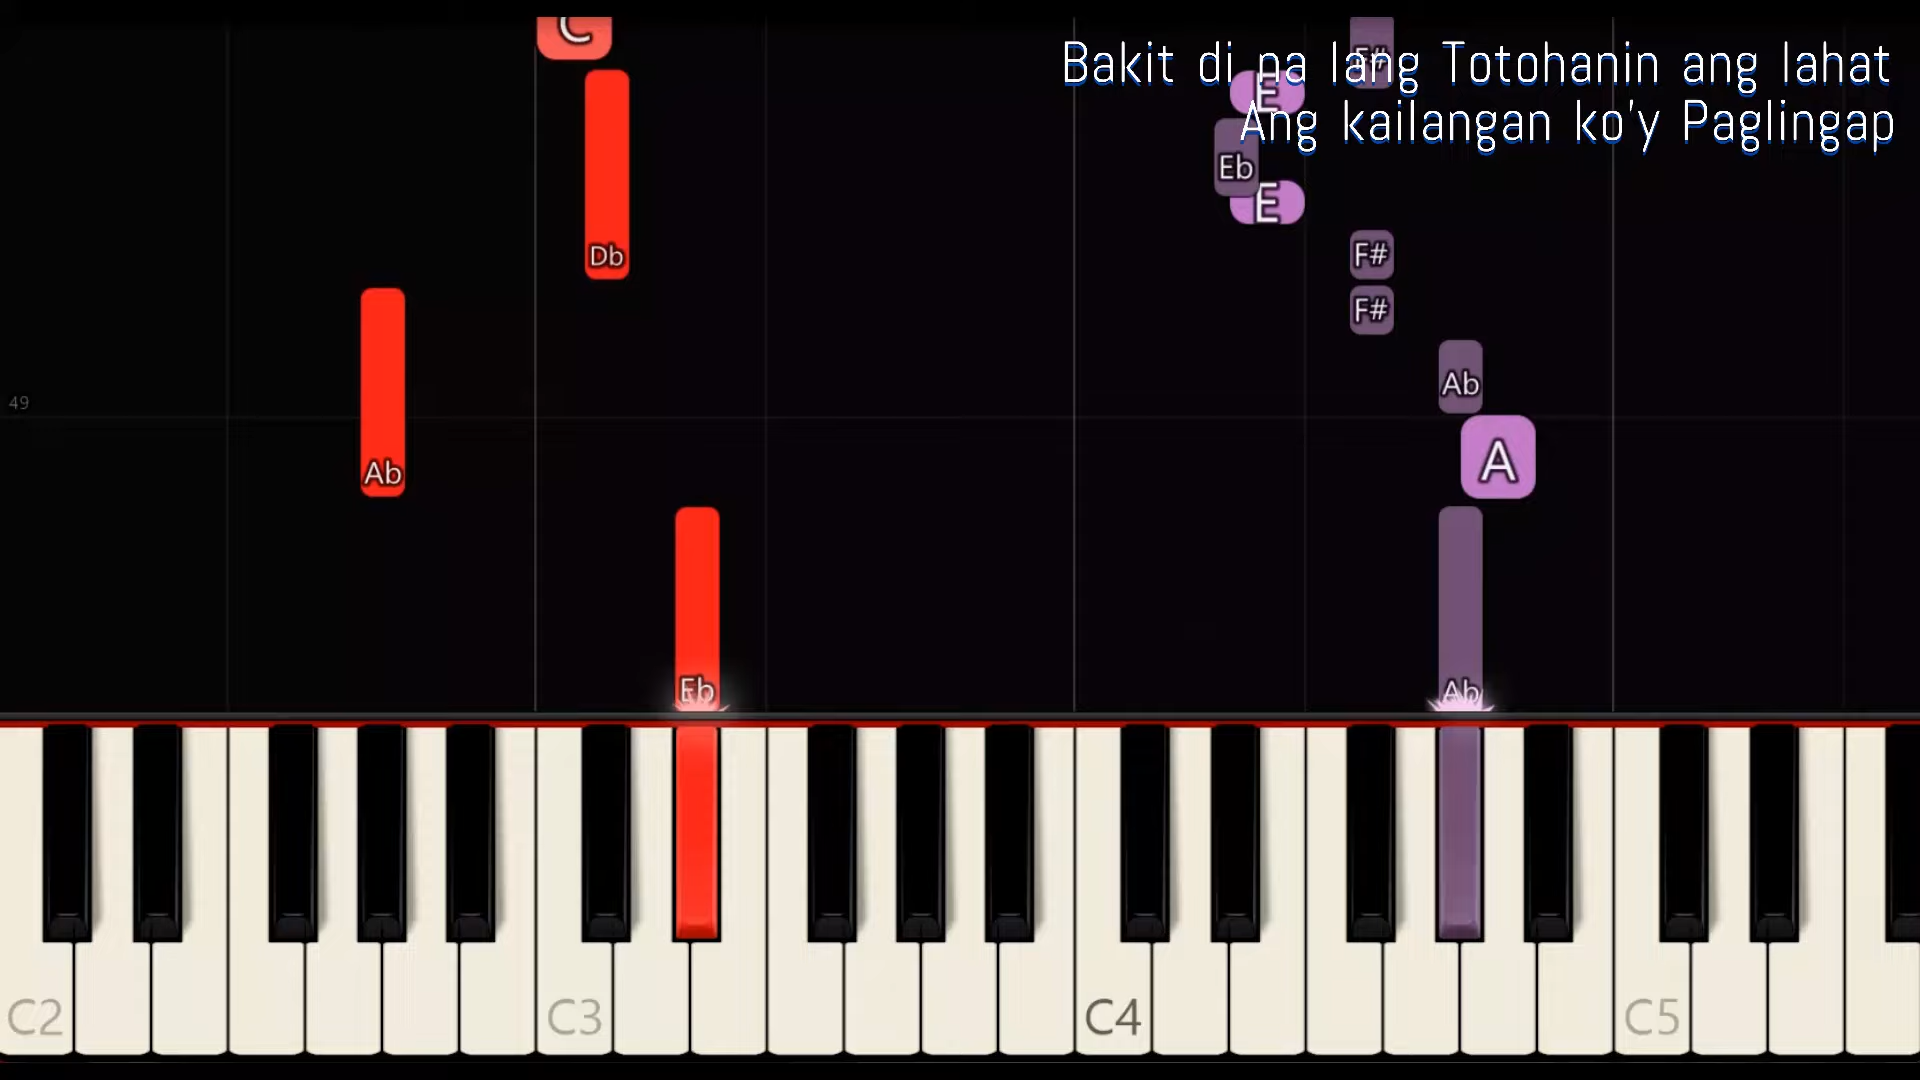 C
F#
Bakit di na lang Totohanin ang lahat
E
Ang kailangan ko'y Paglingap
Eb
E
Db
F#
F#
Ab
49
A
Ab
Eb
Ab
C2
C3
C4
C5